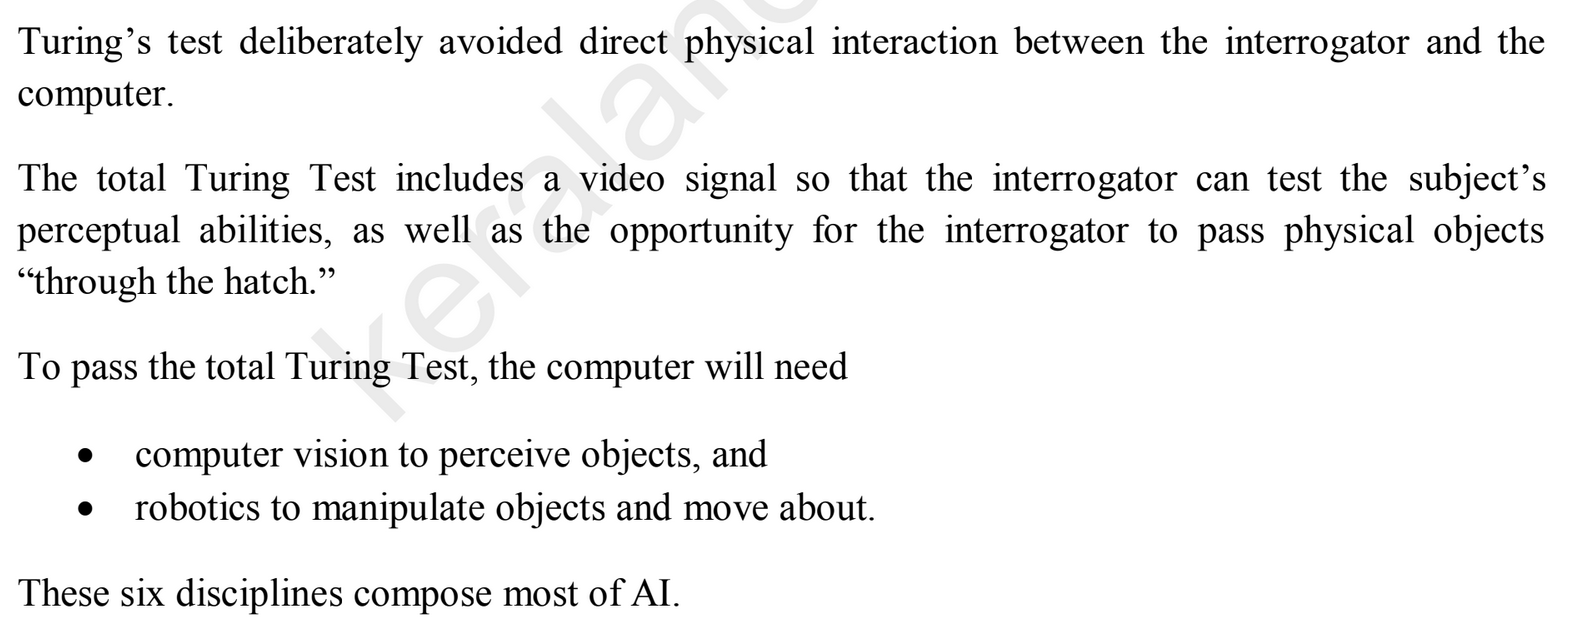 Turing’s test deliberately avoided direct physical interaction between the interrogator and the
computer.
The total Turing Test includes a video signal so that the interrogator can test the subject’s
perceptual abilities, as well as the opportunity for the interrogator to pass physical objects
“through the hatch.”
To pass the total Turing Test, the computer will need
• computer vision to perceive objects, and
• robotics to manipulate objects and move about.
These six disciplines compose most of AI.